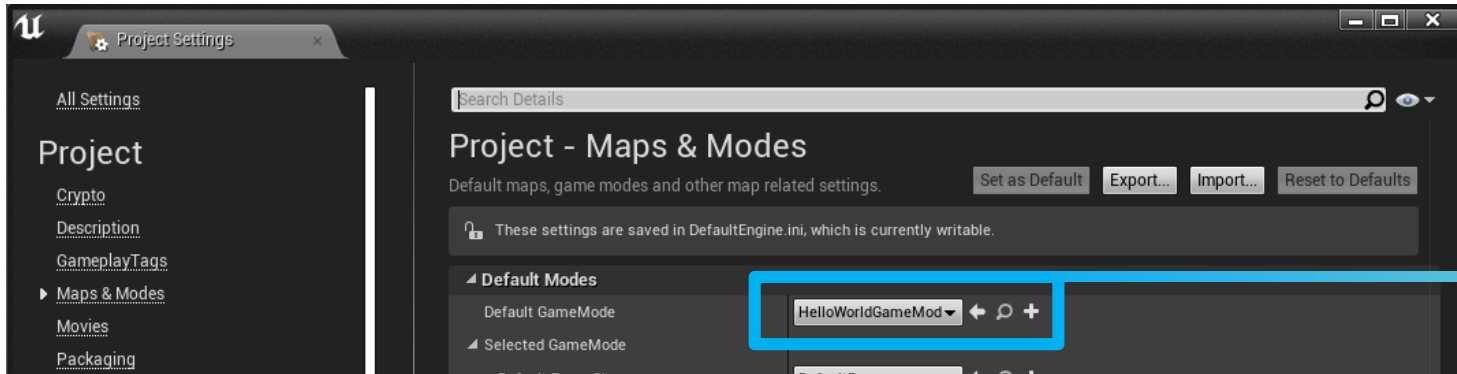 Project Settings
All Settings
Project
Crypto
Description
GameplayTags
Maps & Modes
Movies
Packaging
Search Details
Project - Maps & Modes
Default maps, game modes and other map related settings.
Set as Default Export... Import... Reset to Defaults
These settings are saved in DefaultEngine.ini, which is currently writable.
Default Modes
Default GameMode HelloWorldGameMod
Selected GameMode